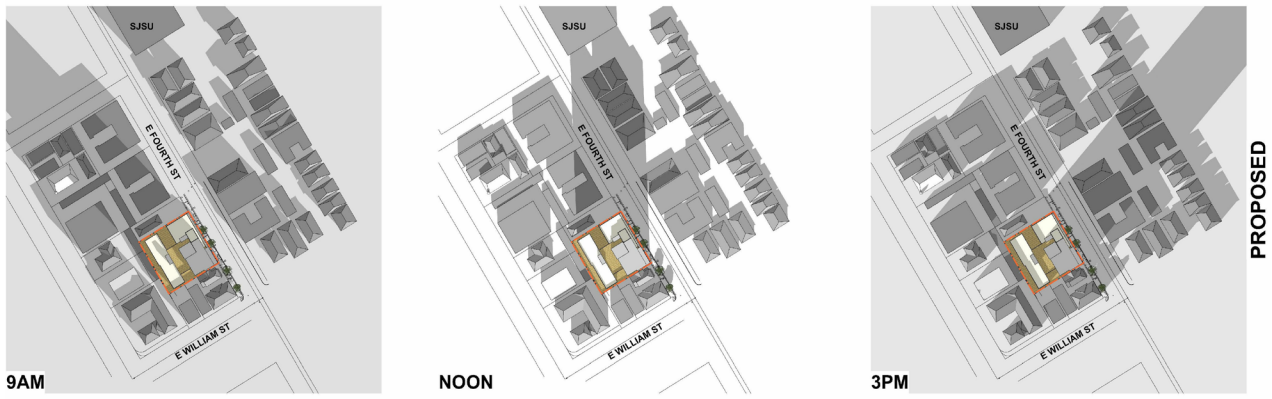 SJSU
E FOURTH ST
E WILLIAM ST
9AM
SJSU
E FOURTH ST
E WILLIAM ST
NOON
SJSU
E FOURTH ST
E WILLIAM ST
3PM
PROPOSED